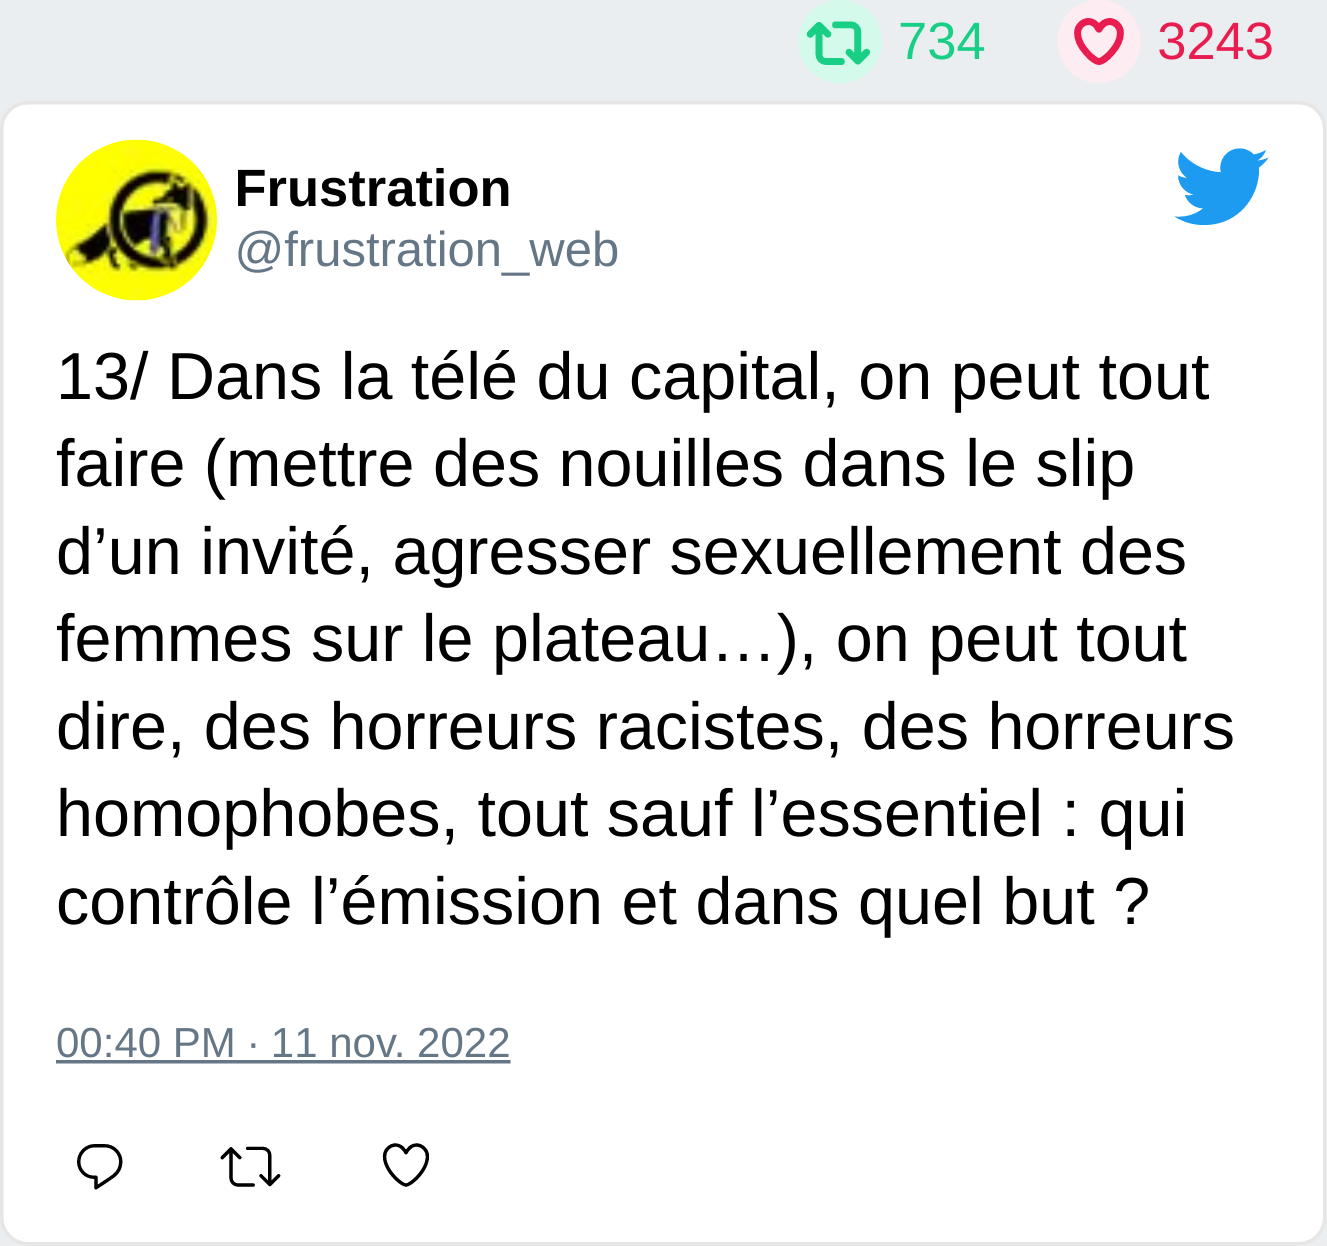 734 3243
Frustration
@frustration_web
13/ Dans la télé du capital, on peut tout
faire (mettre des nouilles dans le slip
d’un invité, agresser sexuellement des
femmes sur le plateau…), on peut tout
dire, des horreurs racistes, des horreurs
homophobes, tout sauf l’essentiel : qui
contrôle l’émission et dans quel but ?
00:40 PM · 11 nov. 2022